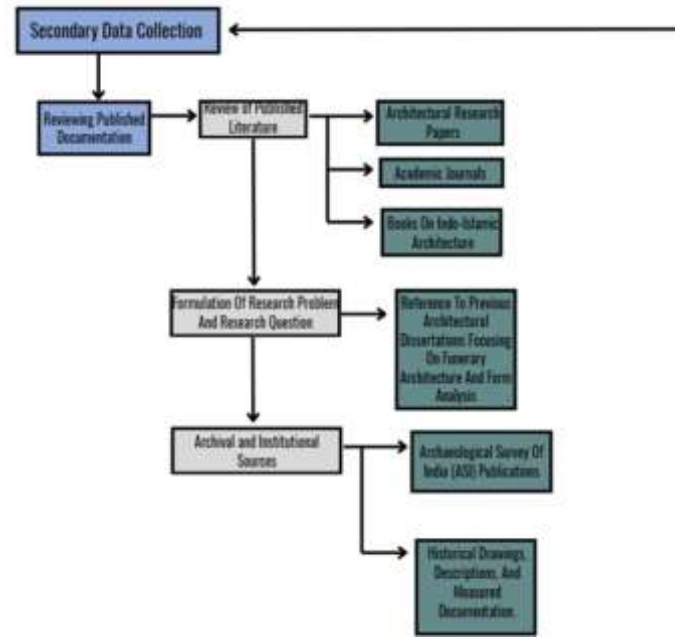 Secondary Data Collection
Reviewing Published
Documentation
Review Of Published
Literature
Architectural Research
Papers
Academic Journals
Books On Indo-Islamic
Architecture
Formulation Of Research Problem
And Research Question
Reference To Previous
Architectural
Dissertations Focusing
On Funerary
Architecture And Form
Analysis
Archival and Institutional
Sources
Archaeological Survey Of
India (ASI) Publications
Historical Drawings,
Descriptions, And
Measured
Documentation.